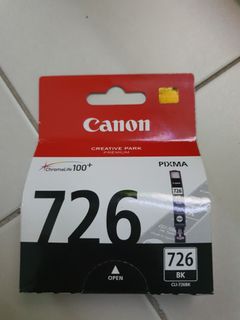 Canon
CREATIVE PARK
PREMIUM
ChromaLife100+
PIXMA
726
726
726
BK
CLI-726BK
OPEN